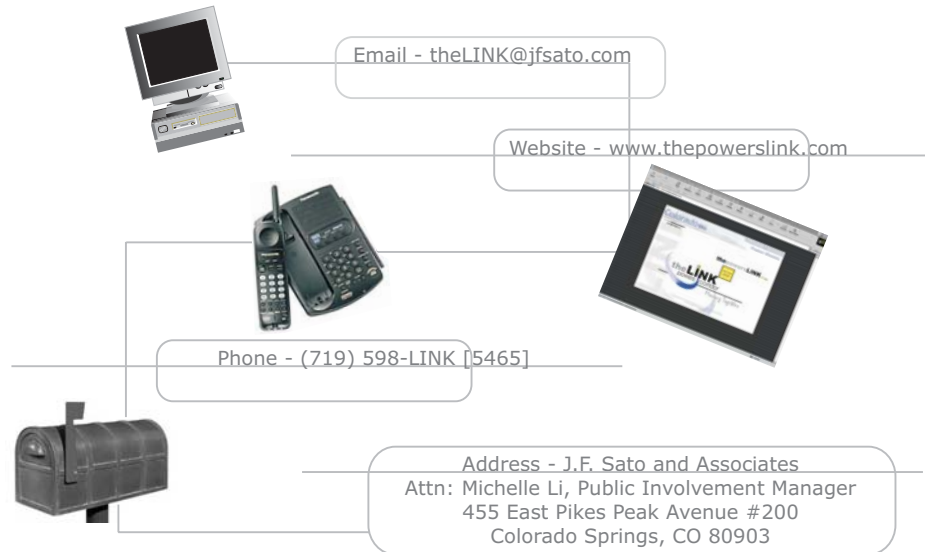 Email - theLINK@jfsato.com
Website - www.thepowerslink.com
theLINK
Phone - (719) 598-LINK [5465]
Address - J.F. Sato and Associates
Attn: Michelle Li, Public Involvement Manager
455 East Pikes Peak Avenue #200
Colorado Springs, CO 80903